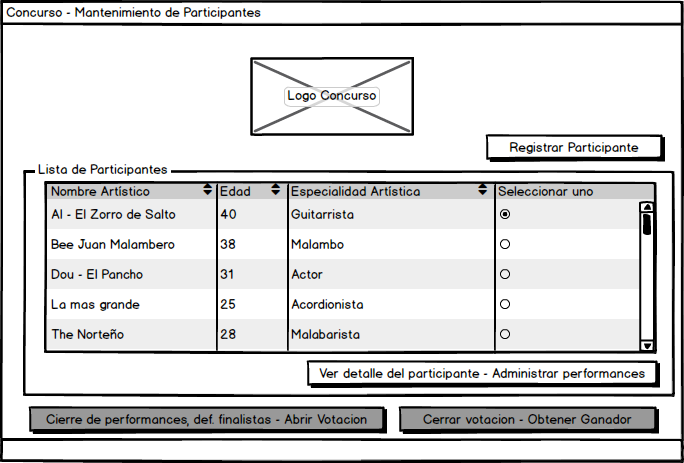 Concurso - Mantenimiento de Participantes
Logo Concurso
Registrar Participante
Lista de Participantes
Nombre Artístico Edad Especialidad Artística Seleccionar uno
Al - El Zorro de Salto 40 Guitarrista
Bee Juan Malambero 38 Malambo
Dou - El Pancho 31 Actor
La mas grande 25 Acordionista
The Norteño 28 Malabarista
Ver detalle del participante - Administrar performances
Cierre de performances, def. finalistas - Abrir Votacion Cerrar votacion - Obtener Ganador